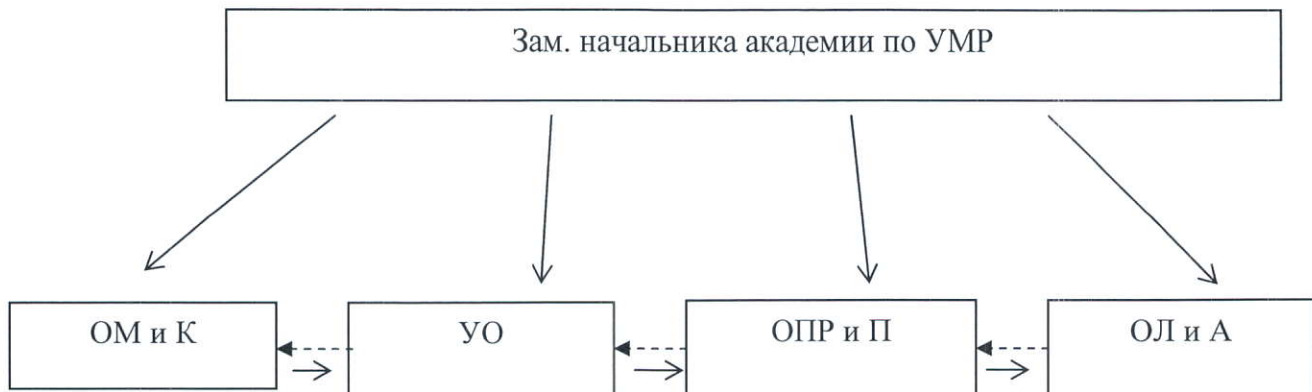 Зам. начальника академии по УМР
ОМ и К
УО
ОПР и П
ОЛ и А